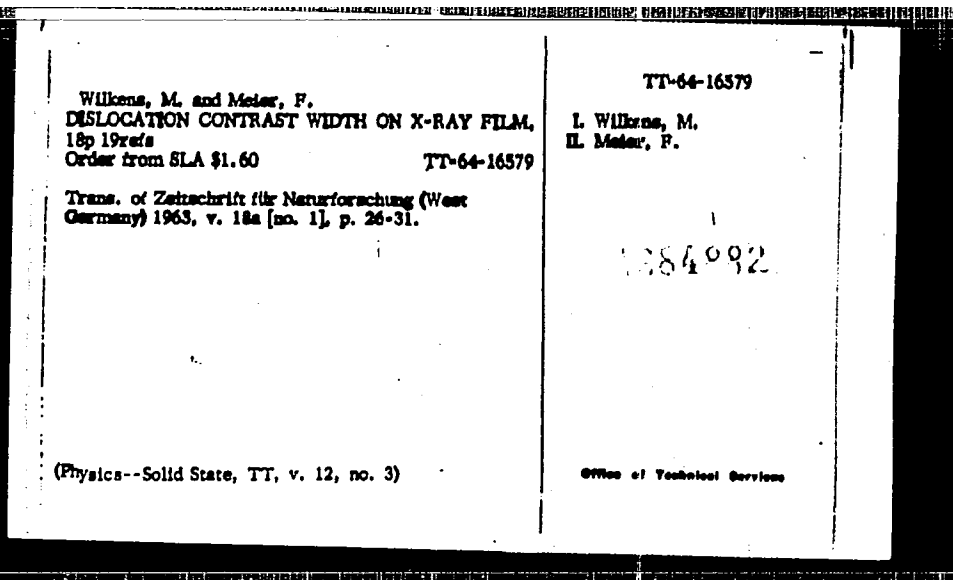 Wilkens, M. and Meier, F.
DISLOCATION CONTRAST WIDTH ON X-RAY FILM,
18p 19refs
Order from SLA $1.60 TT-64-16579
Trans. of Zeitschrift für Naturforschung (West
Germany) 1963, v. 18a [no. 1], p. 26-31.
(Physics--Solid State, TT, v. 12, no. 3)
TT-64-16579
I. Wilkens, M.
II. Meier, F.
Office of Technical Services